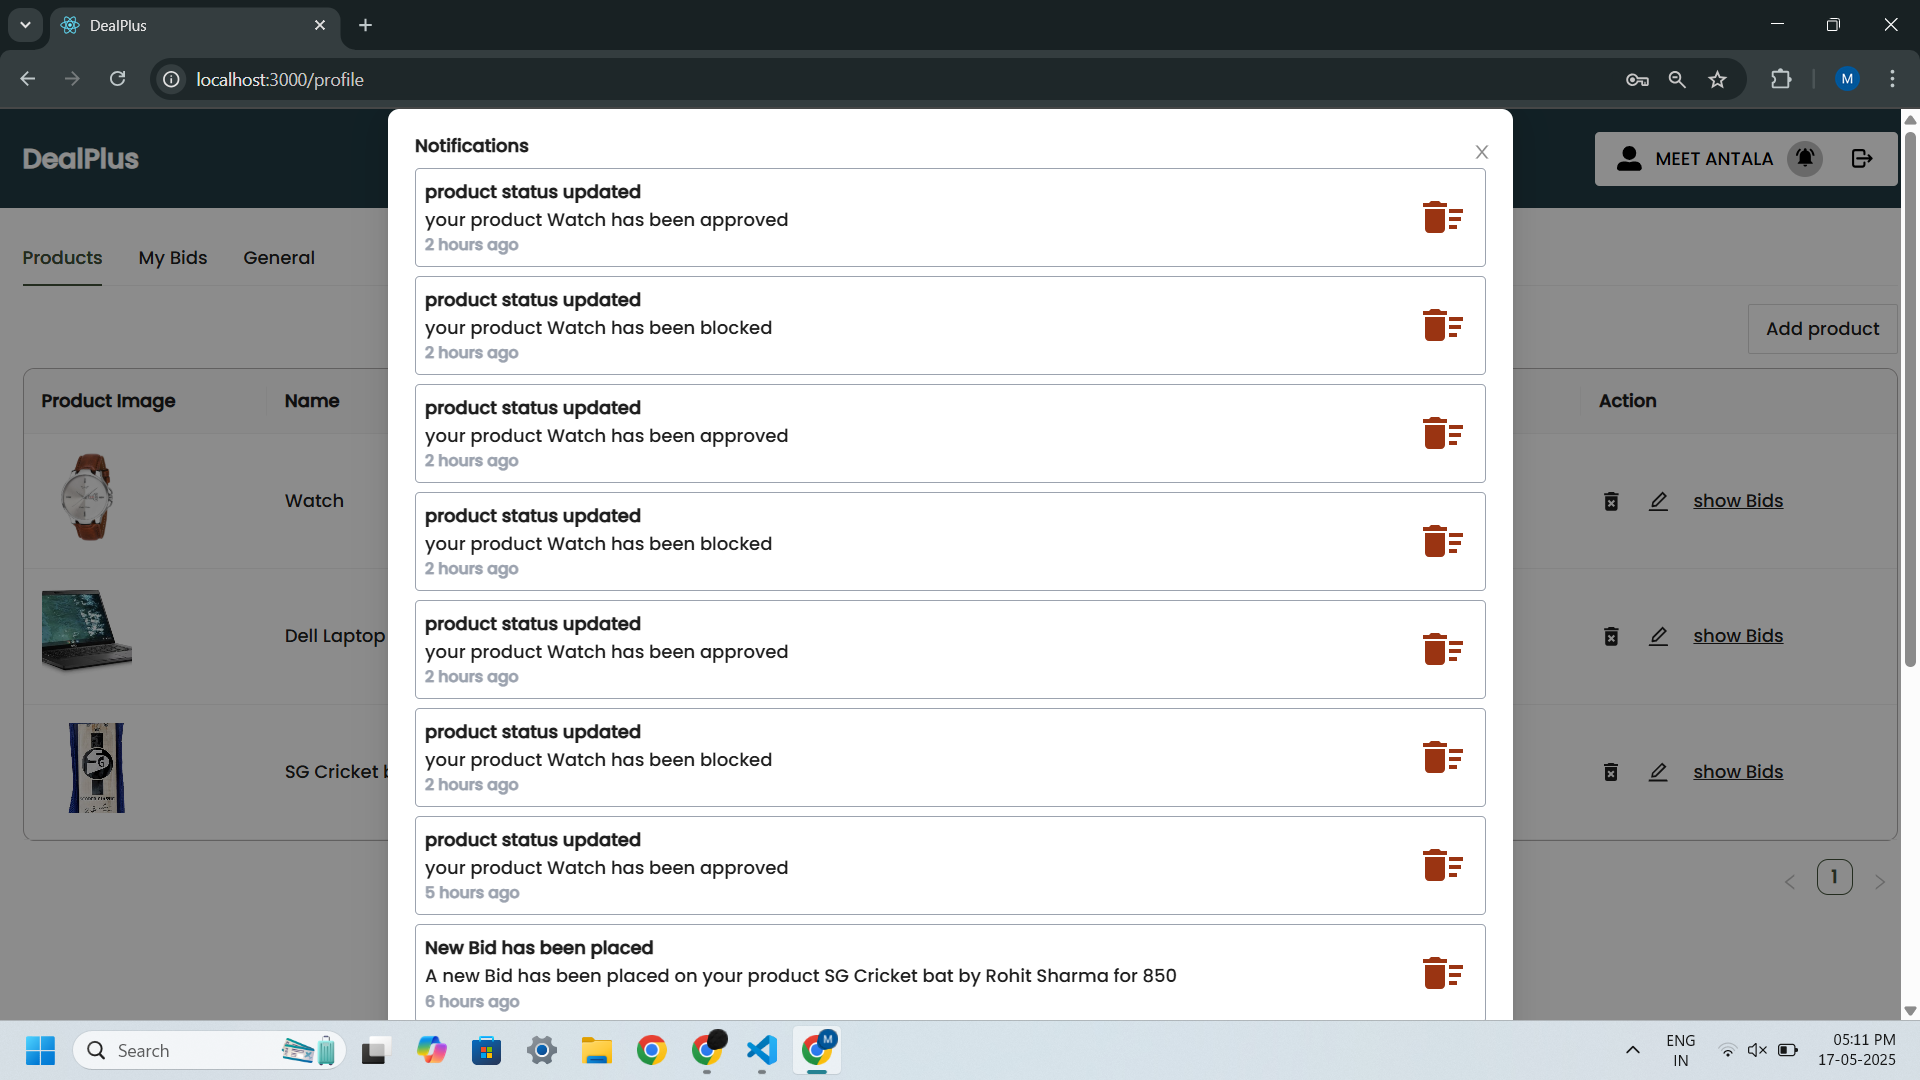 DealPlus
localhost:3000/profile
M
DealPlus
MEET ANTALA
Products
My Bids
General
Add product
Product Image
Name
Action
Watch
show Bids
Dell Laptop
show Bids
SG Cricket
show Bids
1
Notifications
X
product status updated
your product Watch has been approved
2 hours ago
product status updated
your product Watch has been blocked
2 hours ago
product status updated
your product Watch has been approved
2 hours ago
product status updated
your product Watch has been blocked
2 hours ago
product status updated
your product Watch has been approved
2 hours ago
product status updated
your product Watch has been blocked
2 hours ago
product status updated
your product Watch has been approved
5 hours ago
New Bid has been placed
A new Bid has been placed on your product SG Cricket bat by Rohit Sharma for 850
6 hours ago
Search
M
ENG
IN
05:11 PM
17-05-2025